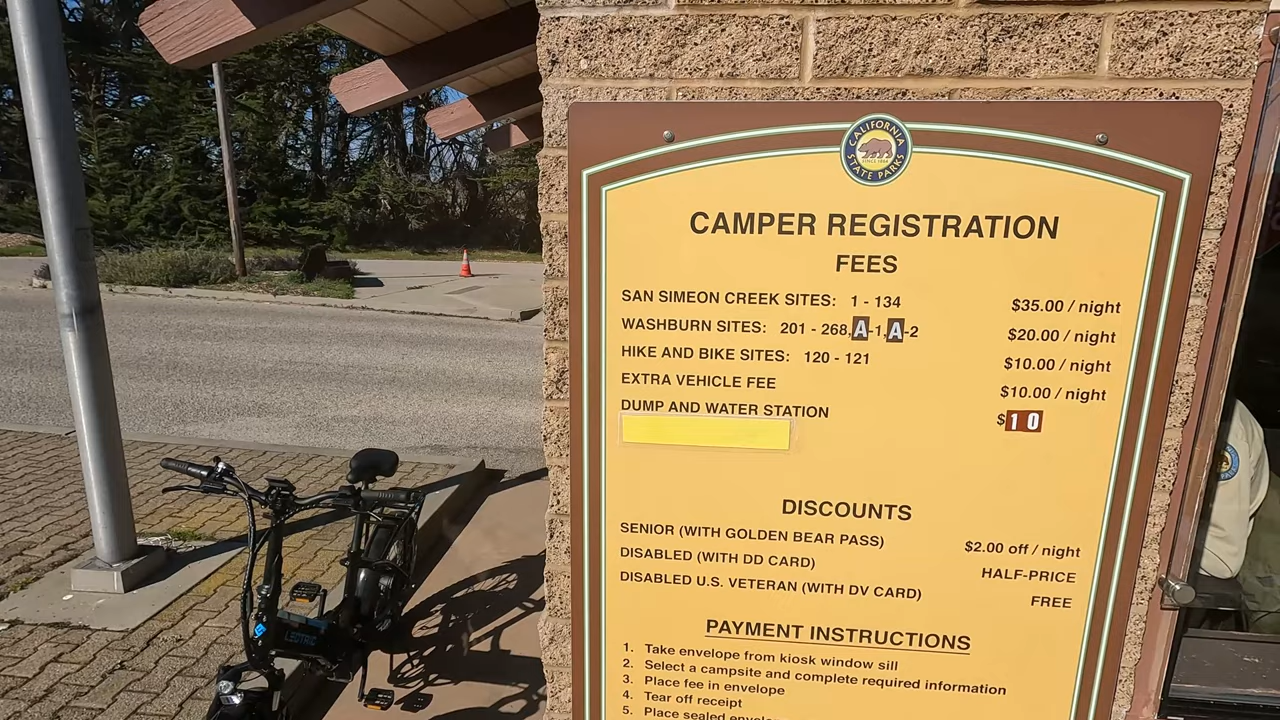 CALIFORNIA
SINCE 1864
STATE PARKS
CAMPER REGISTRATION
FEES
SAN SIMEON CREEK SITES: 1 - 134 $35.00 / night
WASHBURN SITES: 201 - 268,A-1,A-2 $20.00 / night
HIKE AND BIKE SITES: 120 - 121 $10.00 / night
EXTRA VEHICLE FEE $10.00 / night
DUMP AND WATER STATION $10
DISCOUNTS
SENIOR (WITH GOLDEN BEAR PASS) $2.00 off / night
DISABLED (WITH DD CARD) HALF-PRICE
DISABLED U.S. VETERAN (WITH DV CARD) FREE
PAYMENT INSTRUCTIONS
1. Take envelope from kiosk window sill
2. Select a campsite and complete required information
3. Place fee in envelope
4. Tear off receipt
5. Place sealed
LECTRIC